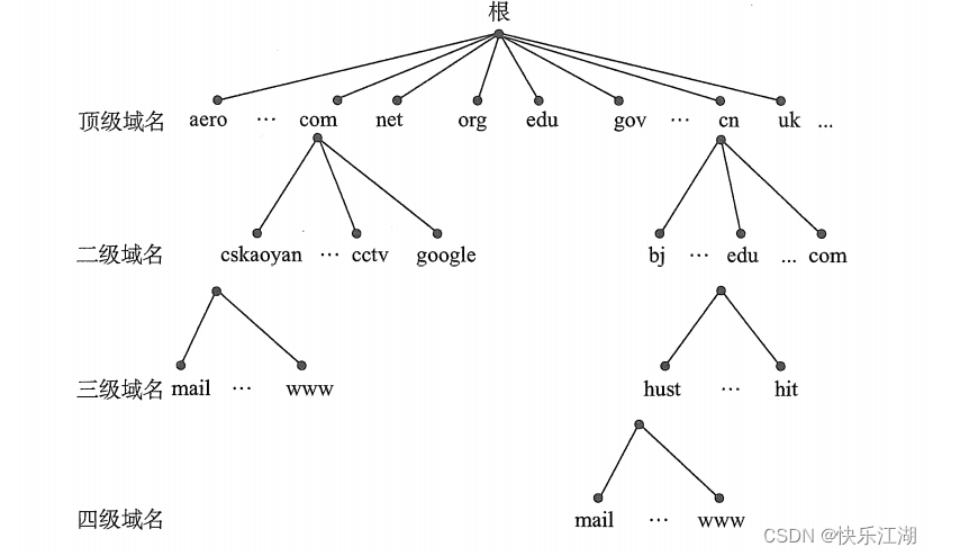 根
顶级域名 aero … com net org edu gov … cn uk ...
二级域名 cskaoyan … cctv google bj … edu ... com
三级域名 mail … www hust … hit
四级域名 mail … www
CSDN @快乐江湖